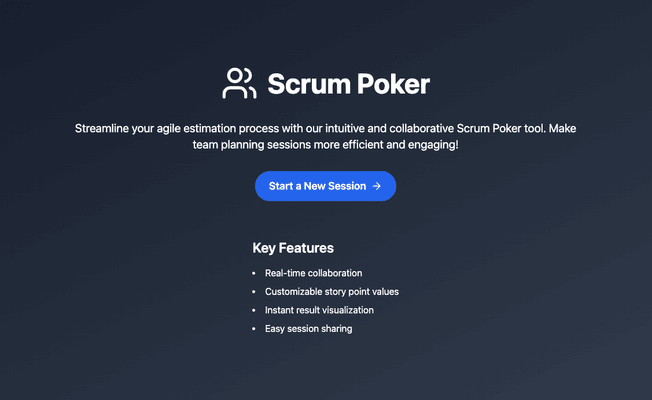 Scrum Poker
Streamline your agile estimation process with our intuitive and collaborative Scrum Poker tool. Make
team planning sessions more efficient and engaging!
Start a New Session →
Key Features
• Real-time collaboration
• Customizable story point values
• Instant result visualization
• Easy session sharing